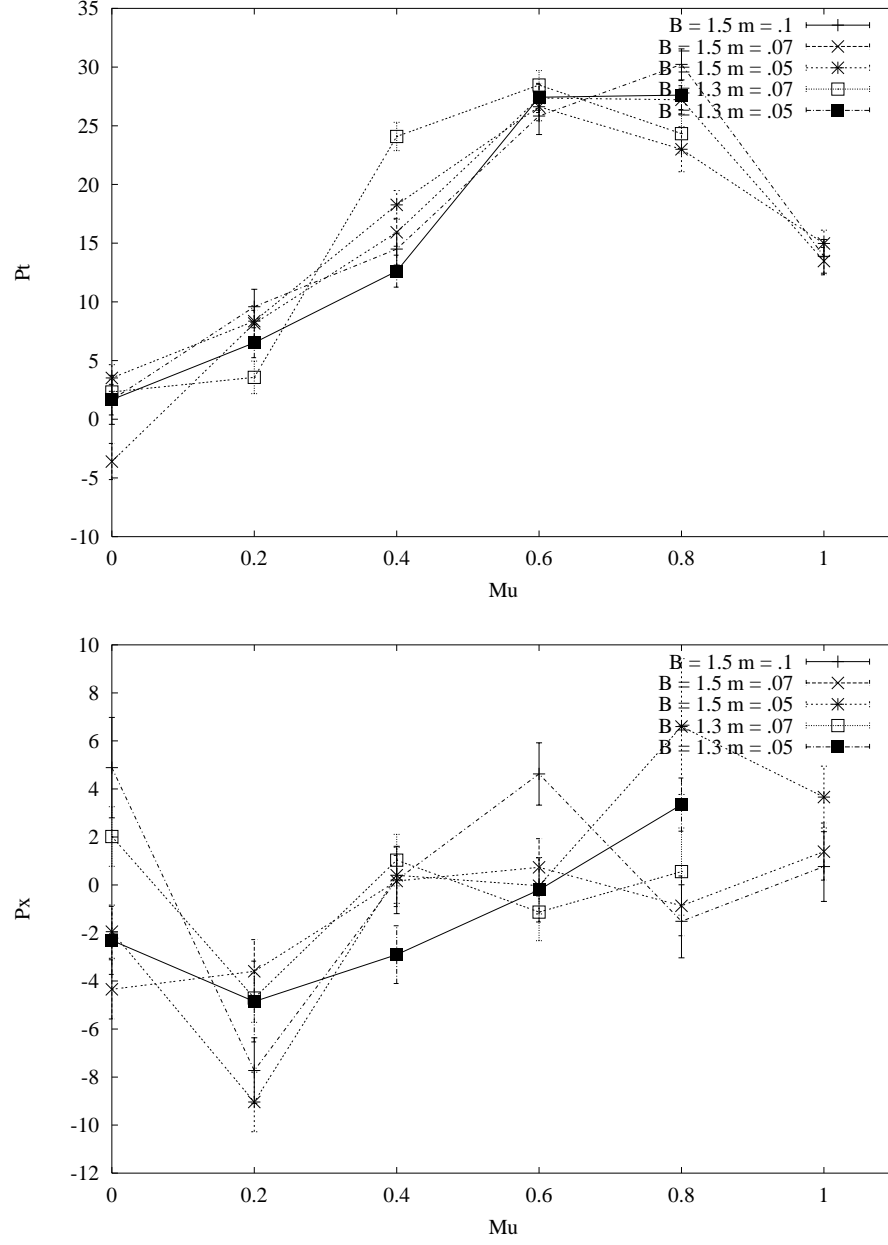 35
30
25
20
15
10
5
0
-5
-10
Pt
B = 1.5 m = .1
B = 1.5 m = .07
B = 1.5 m = .05
B = 1.3 m = .07
B = 1.3 m = .05
0 0.2 0.4 0.6 0.8 1
Mu
10
8
6
4
2
0
-2
-4
-6
-8
-10
-12
Px
B = 1.5 m = .1
B = 1.5 m = .07
B = 1.5 m = .05
B = 1.3 m = .07
B = 1.3 m = .05
0 0.2 0.4 0.6 0.8 1
Mu